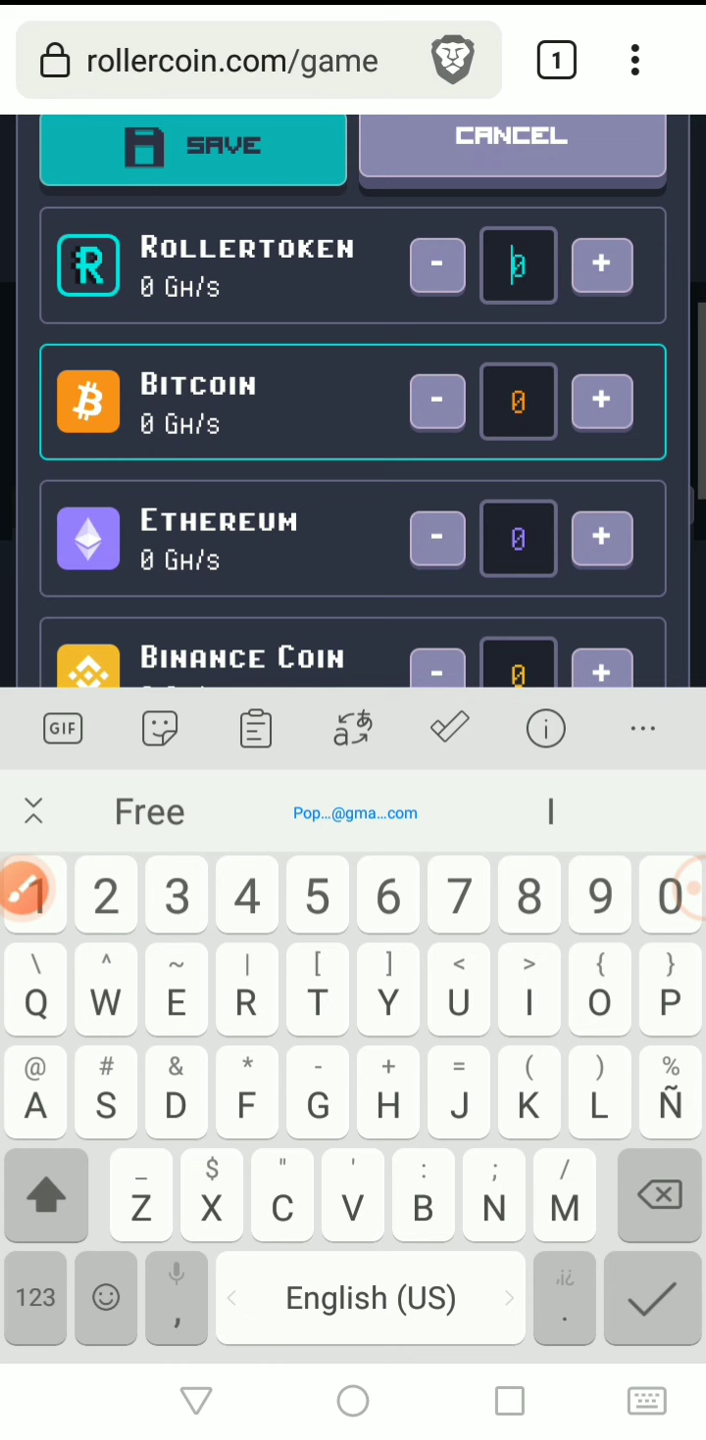 rollercoin.com/game
1
SAVE
CANCEL
ROLLERTOKEN
0 GH/S
-
0
+
BITCOIN
0 GH/S
-
0
+
ETHEREUM
0 GH/S
-
0
+
BINANCE COIN
-
0
+
GIF
Free
Pop...@gma...com
I
1 2 3 4 5 6 7 8 9 0
\ ^ ~ | [ ] < > { }
Q W E R T Y U I O P
@ # & * - + = ( ) %
A S D F G H J K L Ñ
_ $ " ' : ; /
Z X C V B N M
123
,
English (US)
,i¿
.